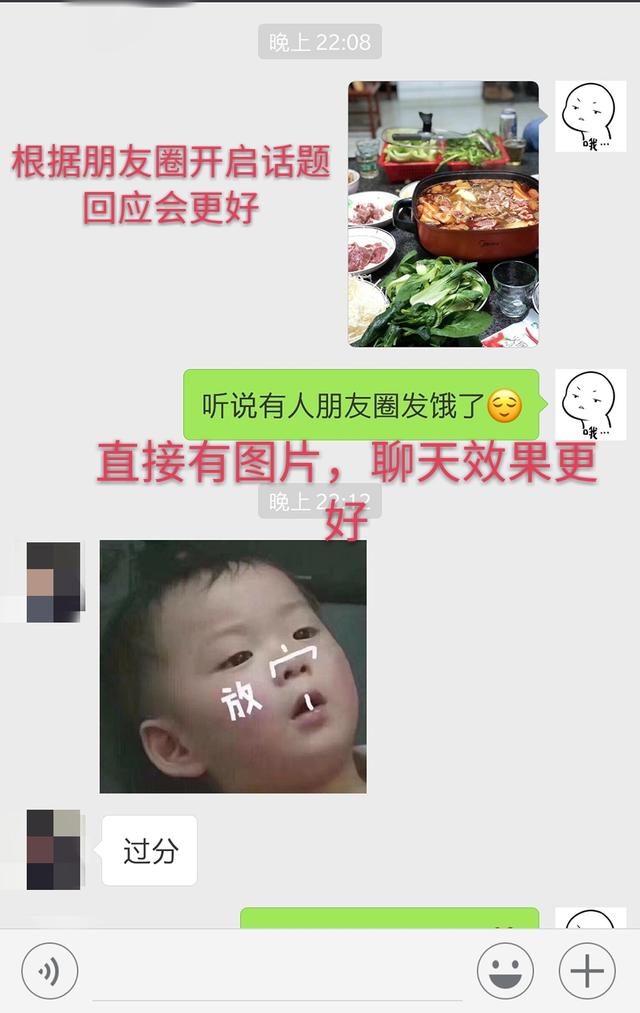 晚上 22:08
哦…
根据朋友圈开启话题
回应会更好
Midea
听说有人朋友圈发饿了
哦…
直接有图片，聊天效果更
晚上 22:12
好
放空
过分